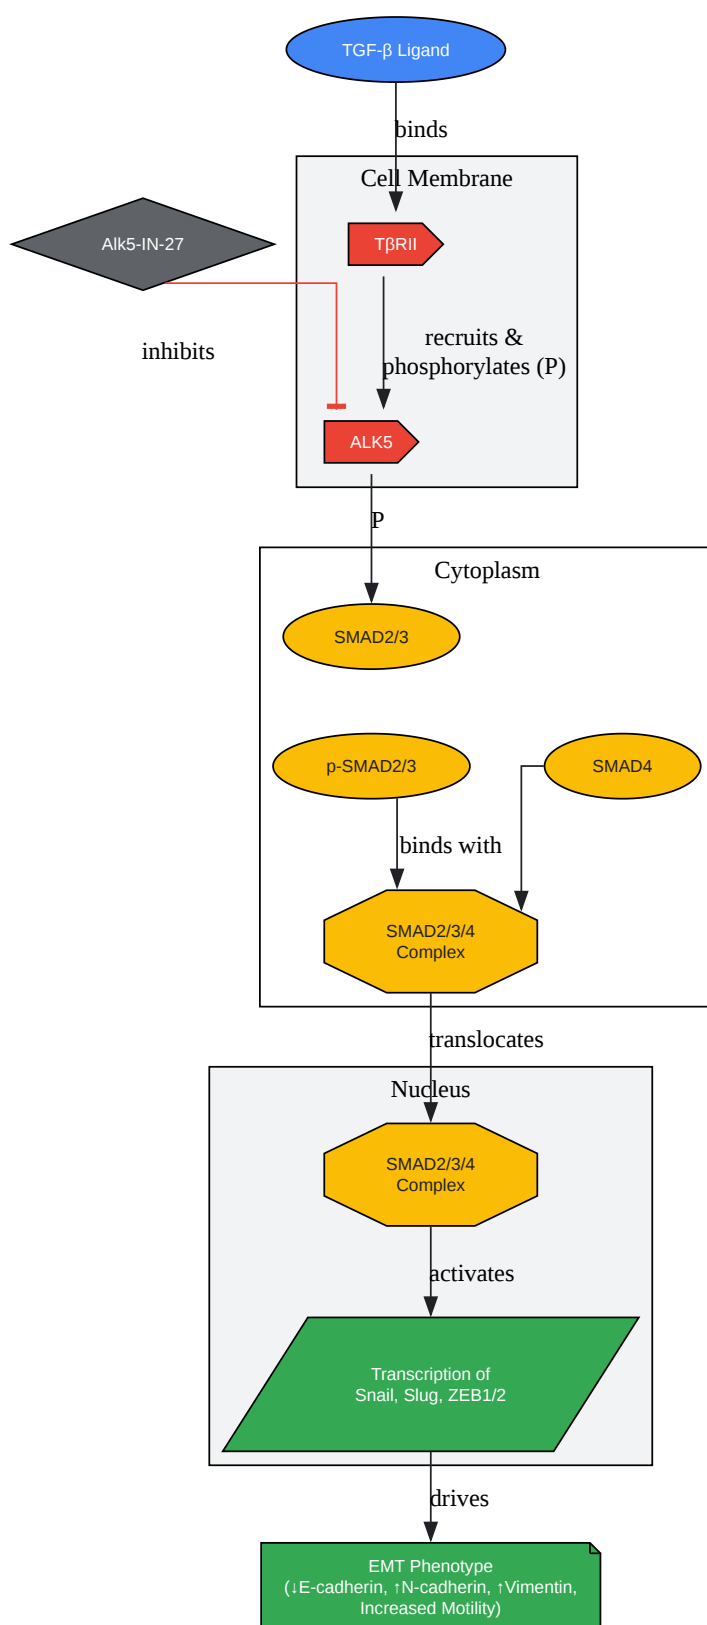 TGF-β Ligand
binds
Cell Membrane
Alk5-IN-27
TβRII
inhibits
recruits &
phosphorylates (P)
ALK5
P
Cytoplasm
SMAD2/3
p-SMAD2/3
SMAD4
binds with
SMAD2/3/4
Complex
translocates
Nucleus
SMAD2/3/4
Complex
activates
Transcription of
Snail, Slug, ZEB1/2
drives
EMT Phenotype
(↓E-cadherin, ↑N-cadherin, ↑Vimentin,
Increased Motility)